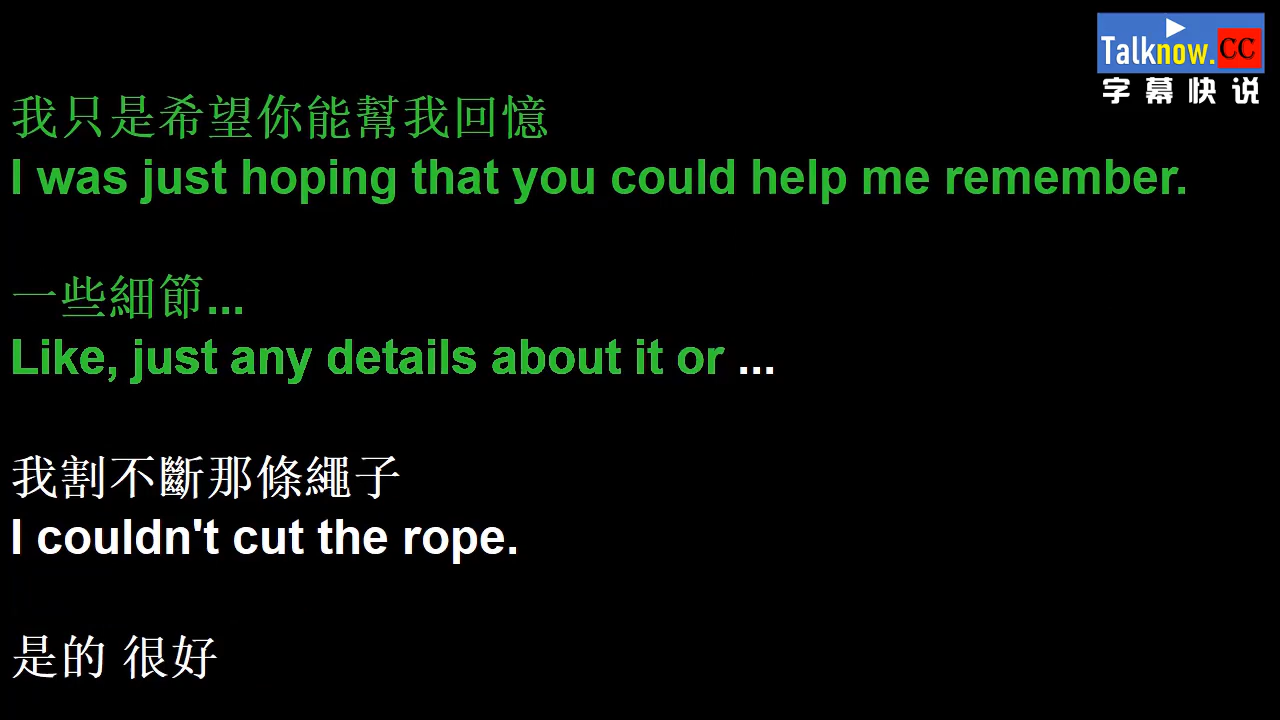 Talknow.CC
字幕快说
我只是希望你能幫我回憶
I was just hoping that you could help me remember.
一些細節...
Like, just any details about it or ...
我割不斷那條繩子
I couldn't cut the rope.
是的 很好